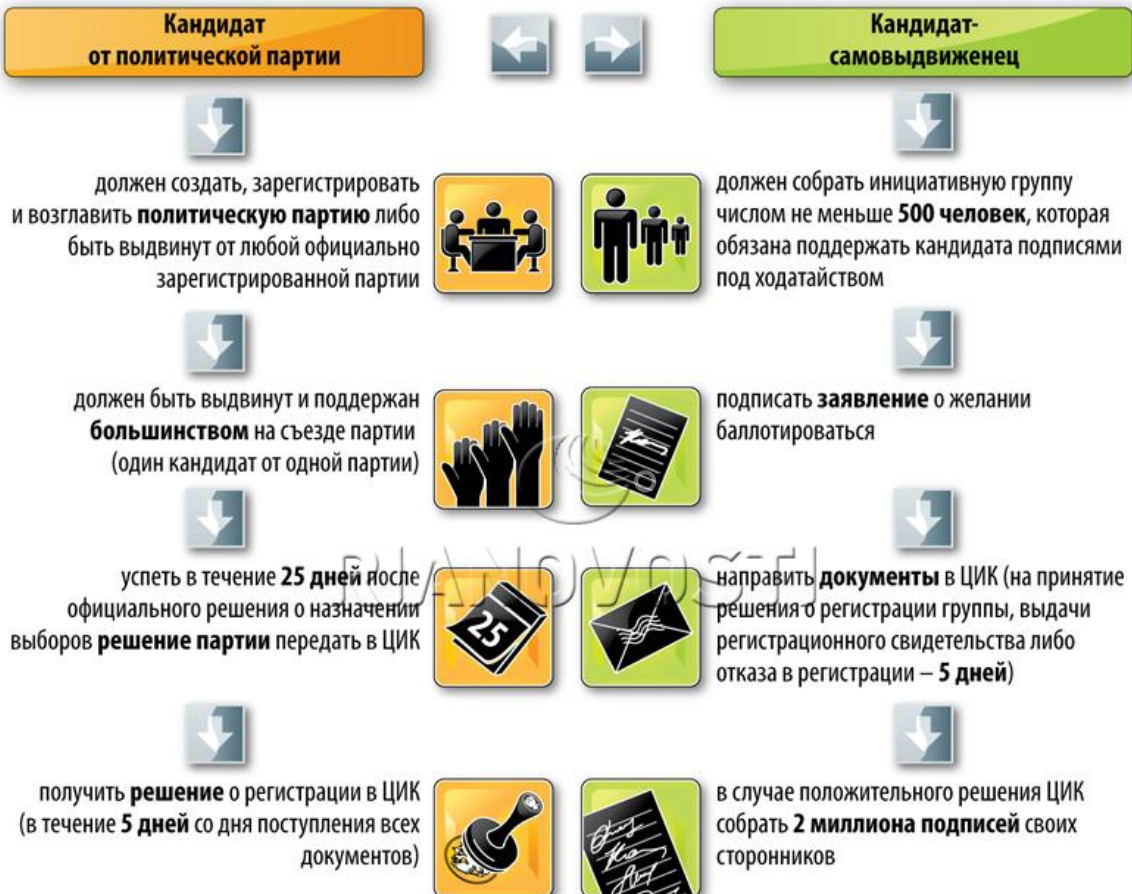 Кандидат
от политической партии
Кандидат-
самовыдвиженец
должен создать, зарегистрировать
и возглавить политическую партию либо
быть выдвинут от любой официально
зарегистрированной партии
должен собрать инициативную группу
числом не меньше 500 человек, которая
обязана поддержать кандидата подписями
под ходатайством
должен быть выдвинут и поддержан
большинством на съезде партии
(один кандидат от одной партии)
подписать заявление о желании
баллотироваться
успеть в течение 25 дней после
официального решения о назначении
выборов решение партии передать в ЦИК
25
направить документы в ЦИК (на принятие
решения о регистрации группы, выдачи
регистрационного свидетельства либо
отказа в регистрации – 5 дней)
RIANOVOSTI
получить решение о регистрации в ЦИК
(в течение 5 дней со дня поступления всех
документов)
в случае положительного решения ЦИК
собрать 2 миллиона подписей своих
сторонников